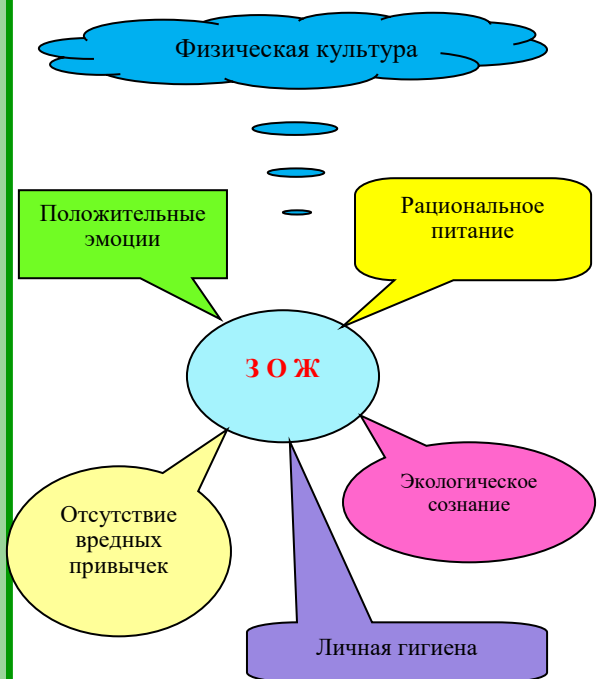 Физическая культура
Положительные
эмоции
Рациональное
питание
З О Ж
Экологическое
сознание
Отсутствие
вредных
привычек
Личная гигиена